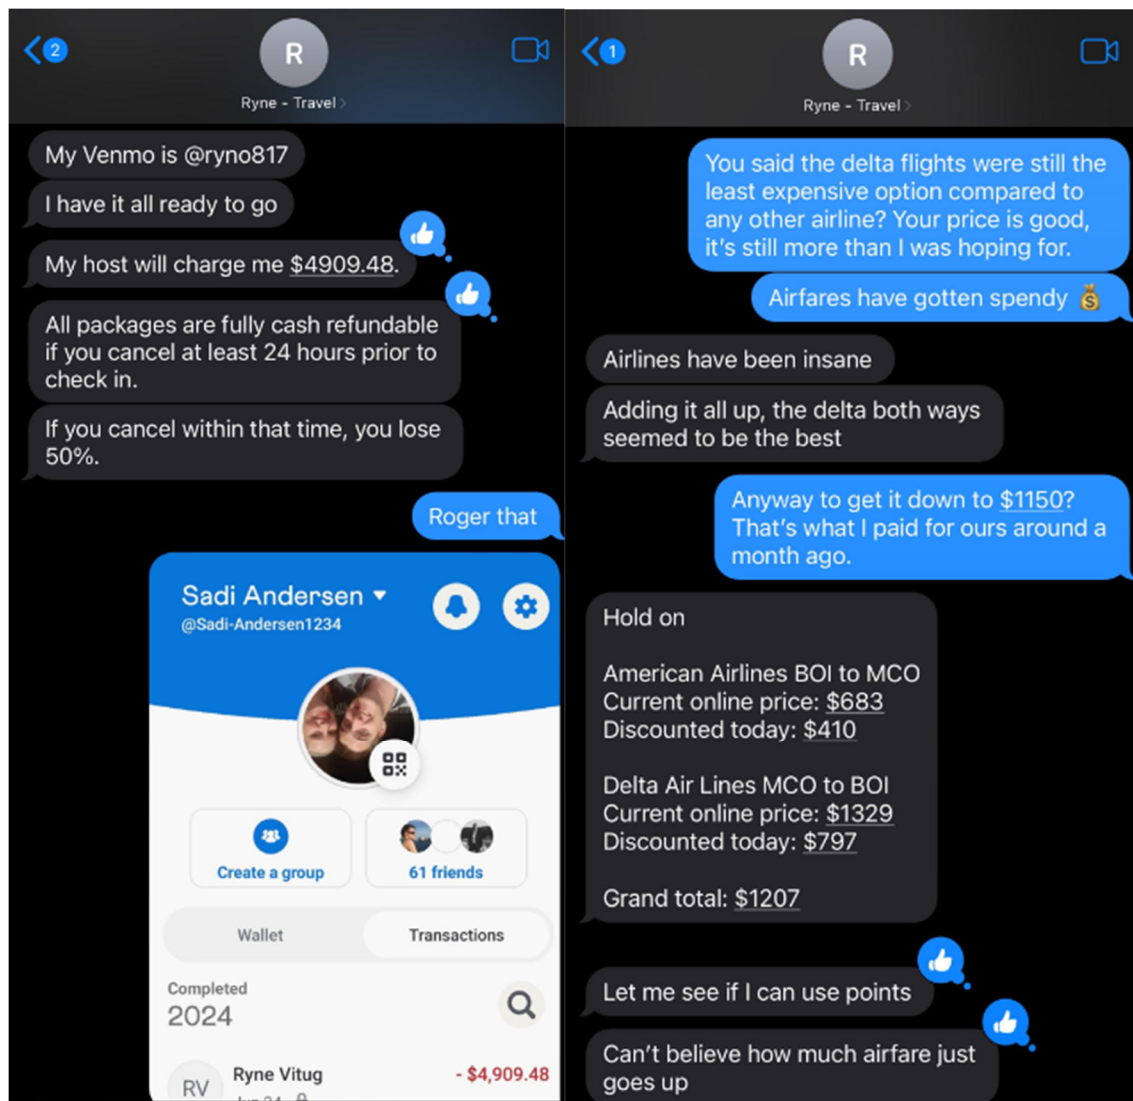 2
R
Ryne - Travel
My Venmo is @ryno817
I have it all ready to go
My host will charge me $4909.48.
All packages are fully cash refundable
if you cancel at least 24 hours prior to
check in.
If you cancel within that time, you lose
50%.
Roger that
Sadi Andersen
@Sadi-Andersen1234
Create a group
61 friends
Wallet
Transactions
Completed
2024
RV
Ryne Vitug
- $4,909.48
1
R
Ryne - Travel
You said the delta flights were still the
least expensive option compared to
any other airline? Your price is good,
it's still more than I was hoping for.
Airfares have gotten spendy 💰
Airlines have been insane
Adding it all up, the delta both ways
seemed to be the best
Anyway to get it down to $1150?
That's what I paid for ours around a
month ago.
Hold on
American Airlines BOI to MCO
Current online price: $683
Discounted today: $410
Delta Air Lines MCO to BOI
Current online price: $1329
Discounted today: $797
Grand total: $1207
Let me see if I can use points
Can't believe how much airfare just
goes up